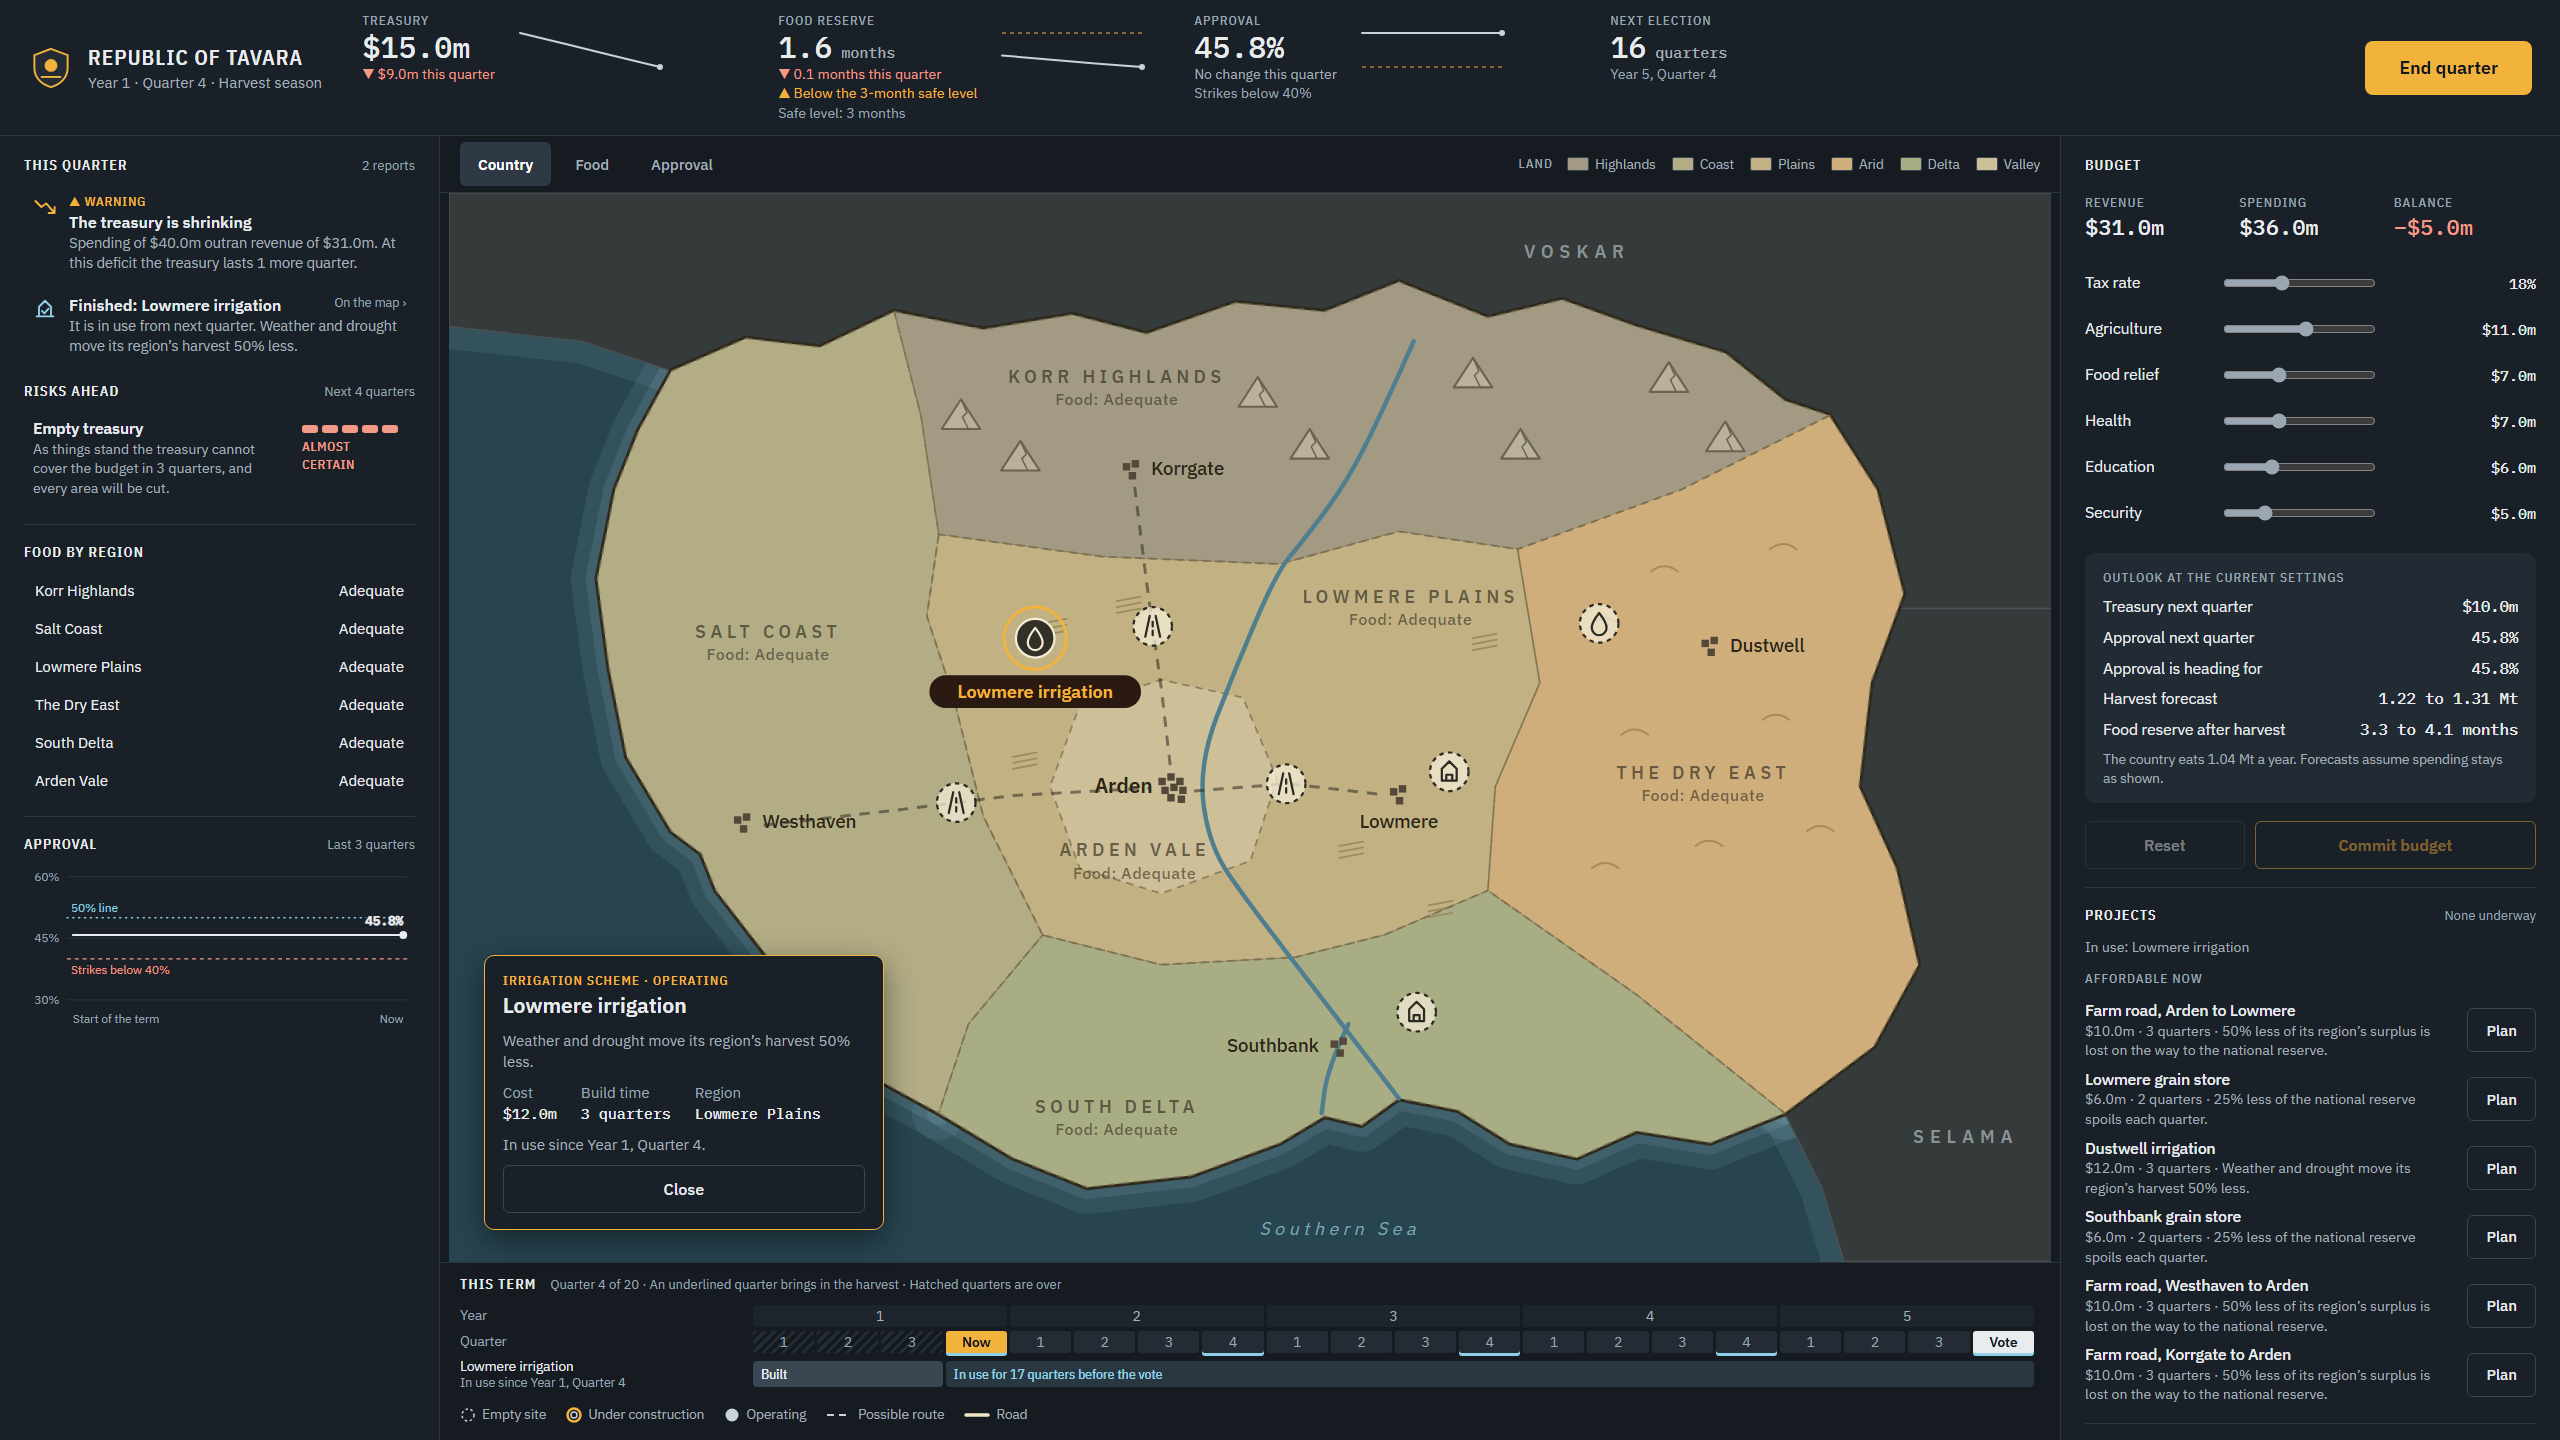 REPUBLIC OF TAVARA
Year 1 · Quarter 4 · Harvest season
TREASURY
$15.0m
▼ $9.0m this quarter
FOOD RESERVE
1.6 months
▼ 0.1 months this quarter
▲ Below the 3-month safe level
Safe level: 3 months
APPROVAL
45.8%
No change this quarter
Strikes below 40%
NEXT ELECTION
16 quarters
Year 5, Quarter 4
End quarter
THIS QUARTER
2 reports
▲ WARNING
The treasury is shrinking
Spending of $40.0m outran revenue of $31.0m. At
this deficit the treasury lasts 1 more quarter.
Finished: Lowmere irrigation
On the map ›
It is in use from next quarter. Weather and drought
move its region’s harvest 50% less.
RISKS AHEAD
Next 4 quarters
Empty treasury
As things stand the treasury cannot
cover the budget in 3 quarters, and
every area will be cut.
ALMOST
CERTAIN
FOOD BY REGION
Korr Highlands Adequate
Salt Coast Adequate
Lowmere Plains Adequate
The Dry East Adequate
South Delta Adequate
Arden Vale Adequate
APPROVAL
Last 3 quarters
60%
50% line
45.8%
45%
Strikes below 40%
30%
Start of the term
Now
Country
Food
Approval
LAND
Highlands
Coast
Plains
Arid
Delta
Valley
VOSKAR
KORR HIGHLANDS
Food: Adequate
Korrgate
LOWMERE PLAINS
Food: Adequate
SALT COAST
Food: Adequate
Dustwell
Lowmere irrigation
THE DRY EAST
Food: Adequate
Arden
Westhaven
Lowmere
ARDEN VALE
Food: Adequate
Southbank
SOUTH DELTA
Food: Adequate
SELAMA
Southern Sea
IRRIGATION SCHEME · OPERATING
Lowmere irrigation
Weather and drought move its region’s harvest 50%
less.
Cost Build time Region
$12.0m 3 quarters Lowmere Plains
In use since Year 1, Quarter 4.
Close
THIS TERM
Quarter 4 of 20 · An underlined quarter brings in the harvest · Hatched quarters are over
Year 1 2 3 4 5
Quarter 1 2 3 Now 1 2 3 4 1 2 3 4 1 2 3 4 1 2 3 Vote
Lowmere irrigation
In use since Year 1, Quarter 4
Built
In use for 17 quarters before the vote
Empty site
Under construction
Operating
Possible route
Road
BUDGET
REVENUE SPENDING BALANCE
$31.0m $36.0m −$5.0m
Tax rate 18%
Agriculture $11.0m
Food relief $7.0m
Health $7.0m
Education $6.0m
Security $5.0m
OUTLOOK AT THE CURRENT SETTINGS
Treasury next quarter $10.0m
Approval next quarter 45.8%
Approval is heading for 45.8%
Harvest forecast 1.22 to 1.31 Mt
Food reserve after harvest 3.3 to 4.1 months
The country eats 1.04 Mt a year. Forecasts assume spending stays
as shown.
Reset
Commit budget
PROJECTS
None underway
In use: Lowmere irrigation
AFFORDABLE NOW
Farm road, Arden to Lowmere
$10.0m · 3 quarters · 50% less of its region’s surplus is
lost on the way to the national reserve.
Plan
Lowmere grain store
$6.0m · 2 quarters · 25% less of the national reserve
spoils each quarter.
Plan
Dustwell irrigation
$12.0m · 3 quarters · Weather and drought move its
region’s harvest 50% less.
Plan
Southbank grain store
$6.0m · 2 quarters · 25% less of the national reserve
spoils each quarter.
Plan
Farm road, Westhaven to Arden
$10.0m · 3 quarters · 50% less of its region’s surplus is
lost on the way to the national reserve.
Plan
Farm road, Korrgate to Arden
$10.0m · 3 quarters · 50% less of its region’s surplus is
lost on the way to the national reserve.
Plan